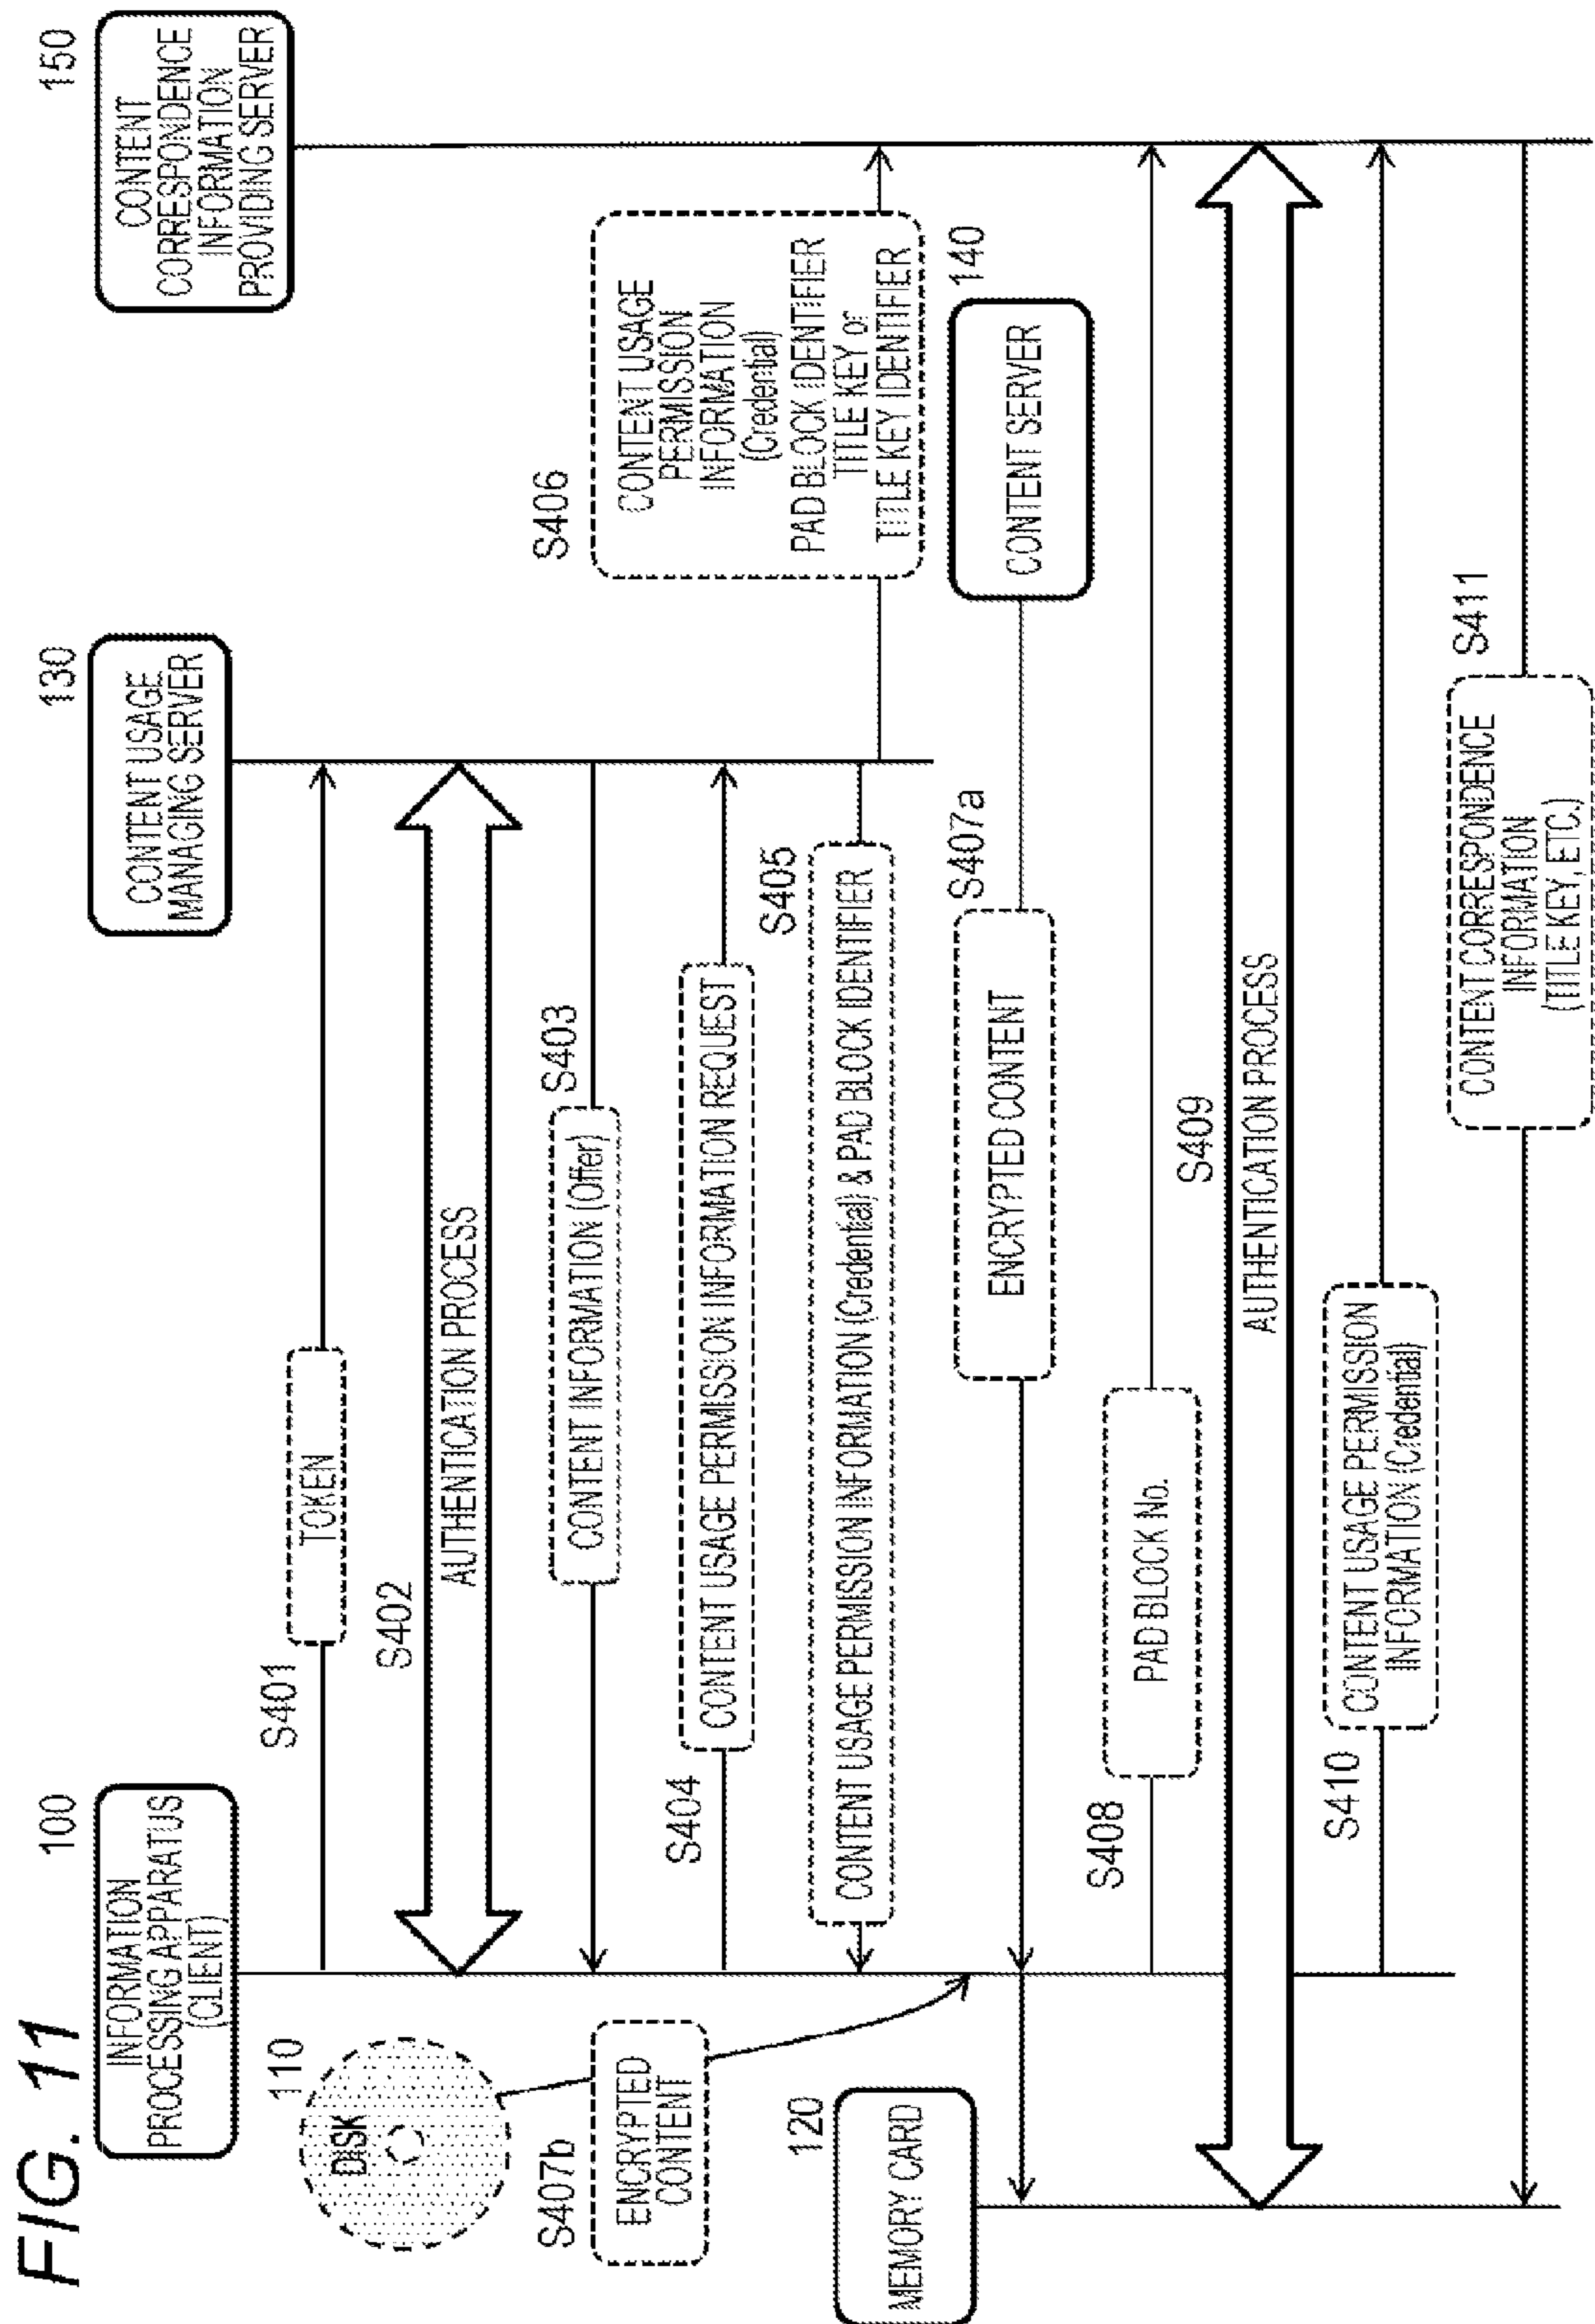 FIG. 11
100
INFORMATION
PROCESSING APPARATUS
(CLIENT)
130
CONTENT USAGE
MANAGING SERVER
150
CONTENT
CORRESPONDENCE
INFORMATION
PROVIDING SERVER
110
DISK
S401
TOKEN
S402
AUTHENTICATION PROCESS
S403
CONTENT INFORMATION (Offer)
S404
CONTENT USAGE PERMISSION INFORMATION REQUEST
S405
CONTENT USAGE PERMISSION INFORMATION (Credential) & PAD BLOCK IDENTIFIER
S406
CONTENT USAGE
PERMISSION
INFORMATION
(Credential)
PAD BLOCK IDENTIFIER
TITLE KEY or
TITLE KEY IDENTIFIER
S407b
ENCRYPTED
CONTENT
140
CONTENT SERVER
S407a
ENCRYPTED CONTENT
120
MEMORY CARD
S408
PAD BLOCK No.
S409
AUTHENTICATION PROCESS
S410
CONTENT USAGE PERMISSION
INFORMATION (Credential)
S411
CONTENT CORRESPONDENCE
INFORMATION
(TITLE KEY, ETC.)